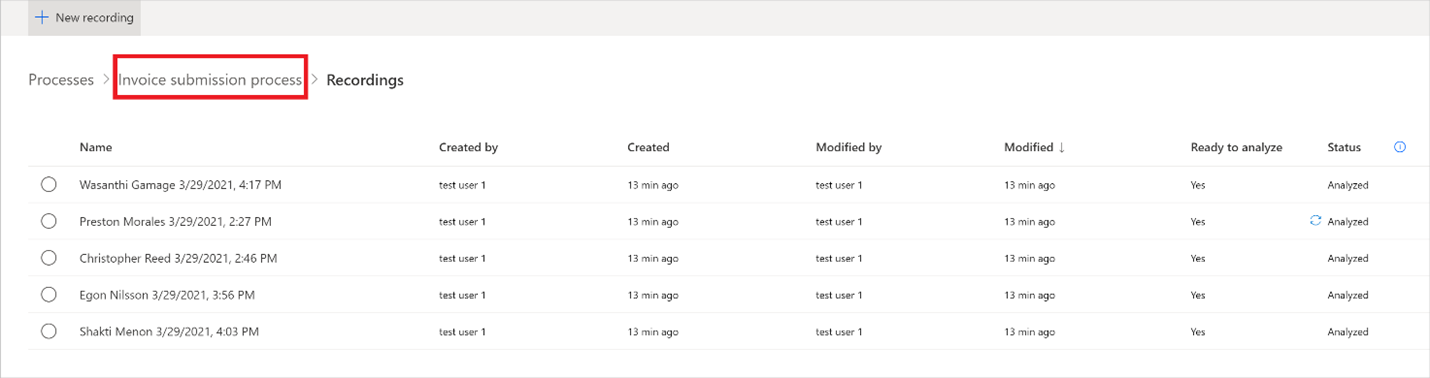 New recording
Processes > Invoice submission process > Recordings
Name Created by Created Modified by Modified ↓ Ready to analyze Status
Wasanthi Gamage 3/29/2021, 4:17 PM test user 1 13 min ago test user 1 13 min ago Yes Analyzed
Preston Morales 3/29/2021, 2:27 PM test user 1 13 min ago test user 1 13 min ago Yes Analyzed
Christopher Reed 3/29/2021, 2:46 PM test user 1 13 min ago test user 1 13 min ago Yes Analyzed
Egon Nilsson 3/29/2021, 3:56 PM test user 1 13 min ago test user 1 13 min ago Yes Analyzed
Shakti Menon 3/29/2021, 4:03 PM test user 1 13 min ago test user 1 13 min ago Yes Analyzed